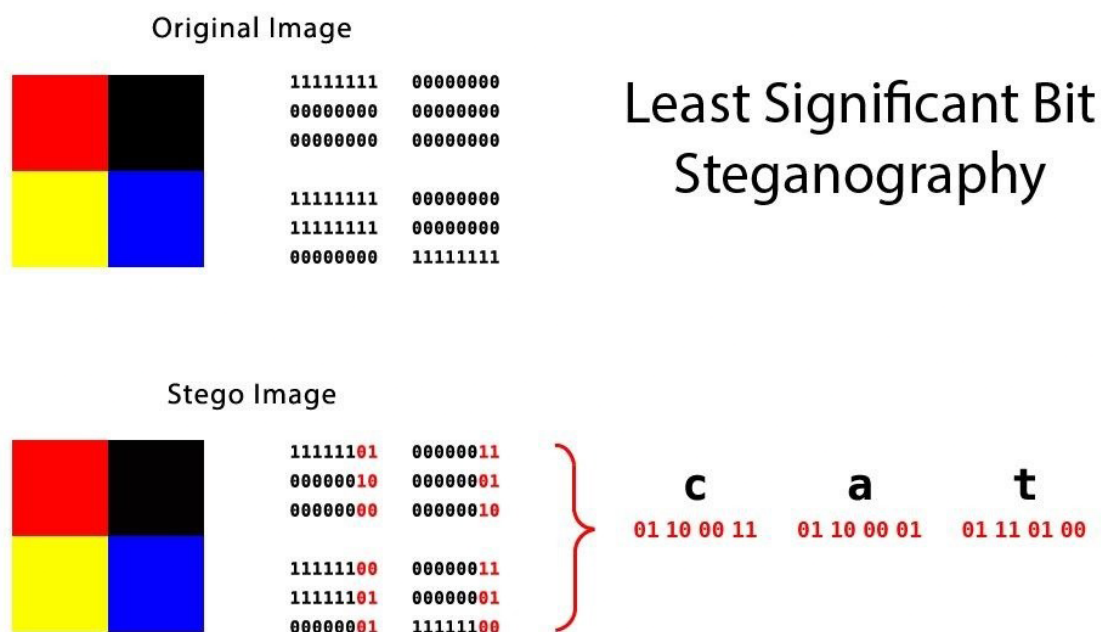 Original Image
11111111 00000000
00000000 00000000
00000000 00000000
11111111 00000000
11111111 00000000
00000000 11111111
Least Significant Bit
Steganography
Stego Image
11111101 00000011
00000010 00000001
00000000 00000010
11111100 00000011
11111101 00000001
00000001 11111100
c a t
01 10 00 11 01 10 00 01 01 11 01 00